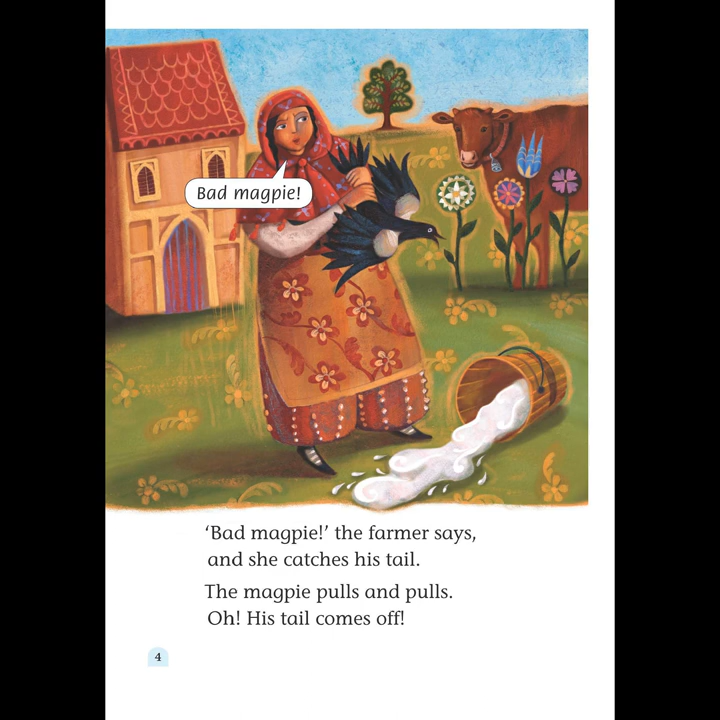 Bad magpie!
‘Bad magpie!’ the farmer says,
and she catches his tail.
The magpie pulls and pulls.
Oh! His tail comes off!
4